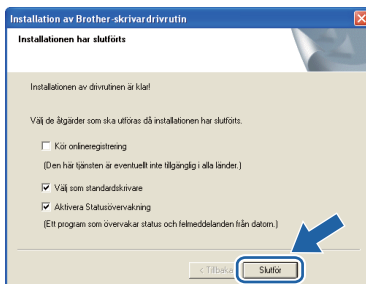 Installation av Brother-skrivardrivrutin
Installationen har slutförts
Installationen av drivrutinen är klar!
Välj de åtgärder som ska utföras då installationen har slutförts.
Kör onlineregistrering
(Den här tjänsten är eventuellt inte tillgänglig i alla länder.)
Välj som standardskrivare
Aktivera Statusövervakning
(Ett program som övervakar status och felmeddelanden från datorn.)
< Tillbaka
Slutför